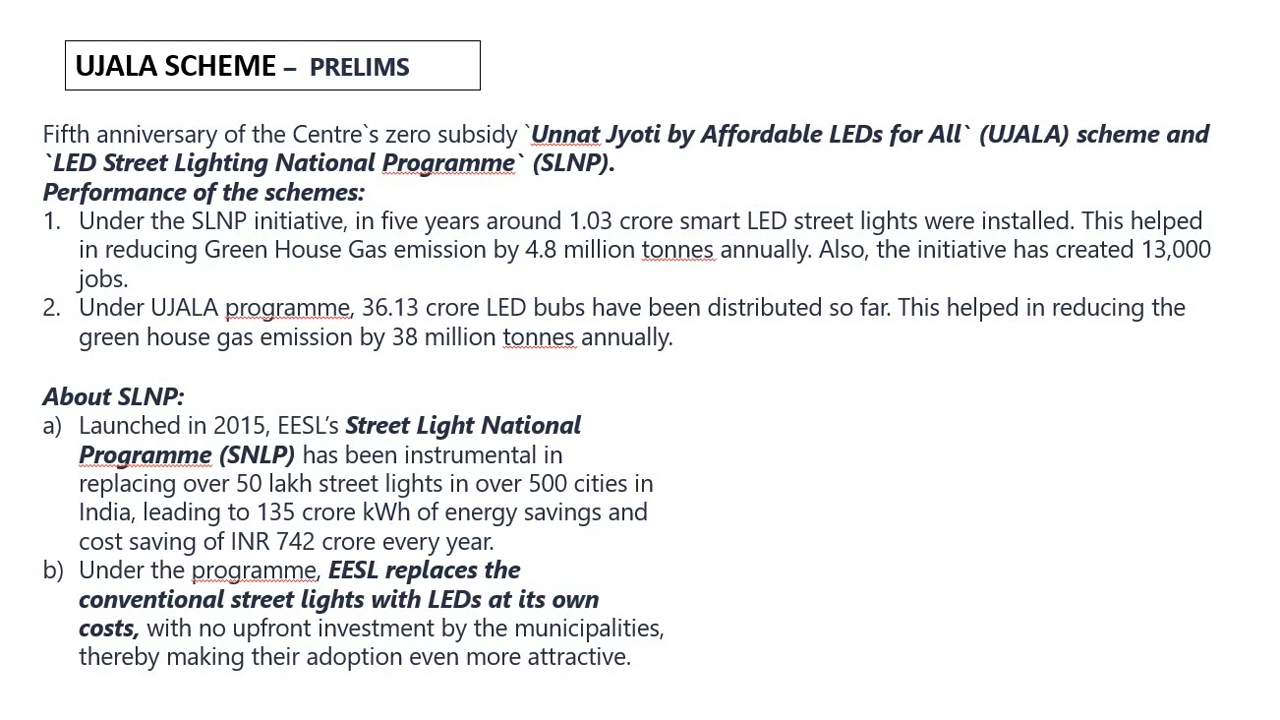 UJALA SCHEME – PRELIMS
Fifth anniversary of the Centre`s zero subsidy `Unnat Jyoti by Affordable LEDs for All` (UJALA) scheme and
`LED Street Lighting National Programme` (SLNP).
Performance of the schemes:
1. Under the SLNP initiative, in five years around 1.03 crore smart LED street lights were installed. This helped
in reducing Green House Gas emission by 4.8 million tonnes annually. Also, the initiative has created 13,000
jobs.
2. Under UJALA programme, 36.13 crore LED bubs have been distributed so far. This helped in reducing the
green house gas emission by 38 million tonnes annually.
About SLNP:
a) Launched in 2015, EESL’s Street Light National
Programme (SNLP) has been instrumental in
replacing over 50 lakh street lights in over 500 cities in
India, leading to 135 crore kWh of energy savings and
cost saving of INR 742 crore every year.
b) Under the programme, EESL replaces the
conventional street lights with LEDs at its own
costs, with no upfront investment by the municipalities,
thereby making their adoption even more attractive.